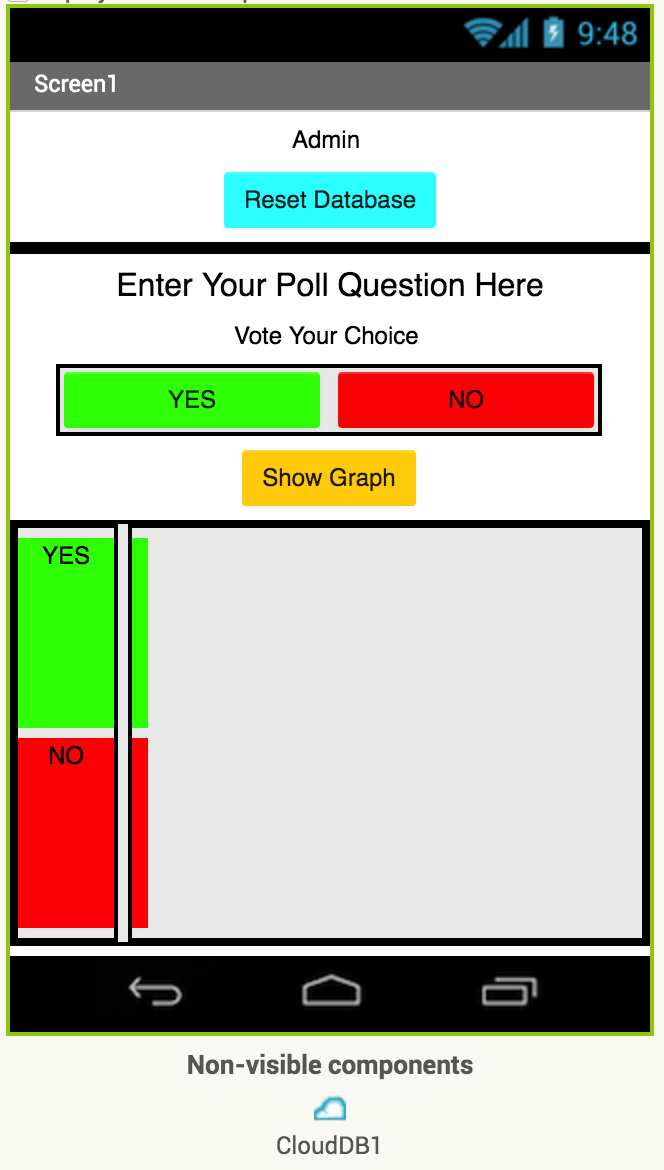 9:48
Screen1
Admin
Reset Database
Enter Your Poll Question Here
Vote Your Choice
YES NO
Show Graph
YES
NO
Non-visible components
CloudDB1